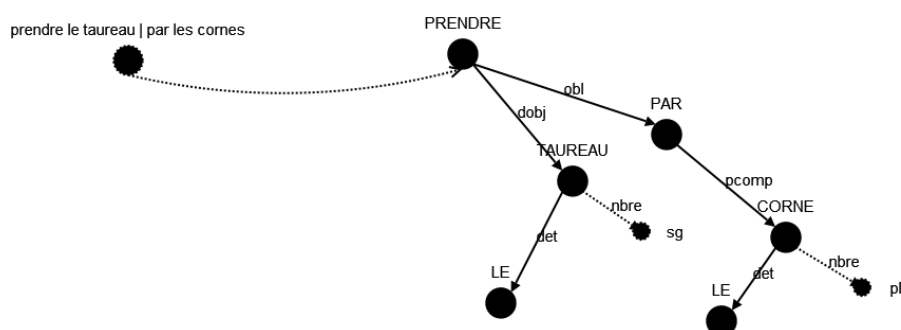 prendre le taureau | par les cornes
PRENDRE
obl
dobj
PAR
TAUREAU
pcomp
nbre
CORNE
sg
det
nbre
det
LE
LE
pl